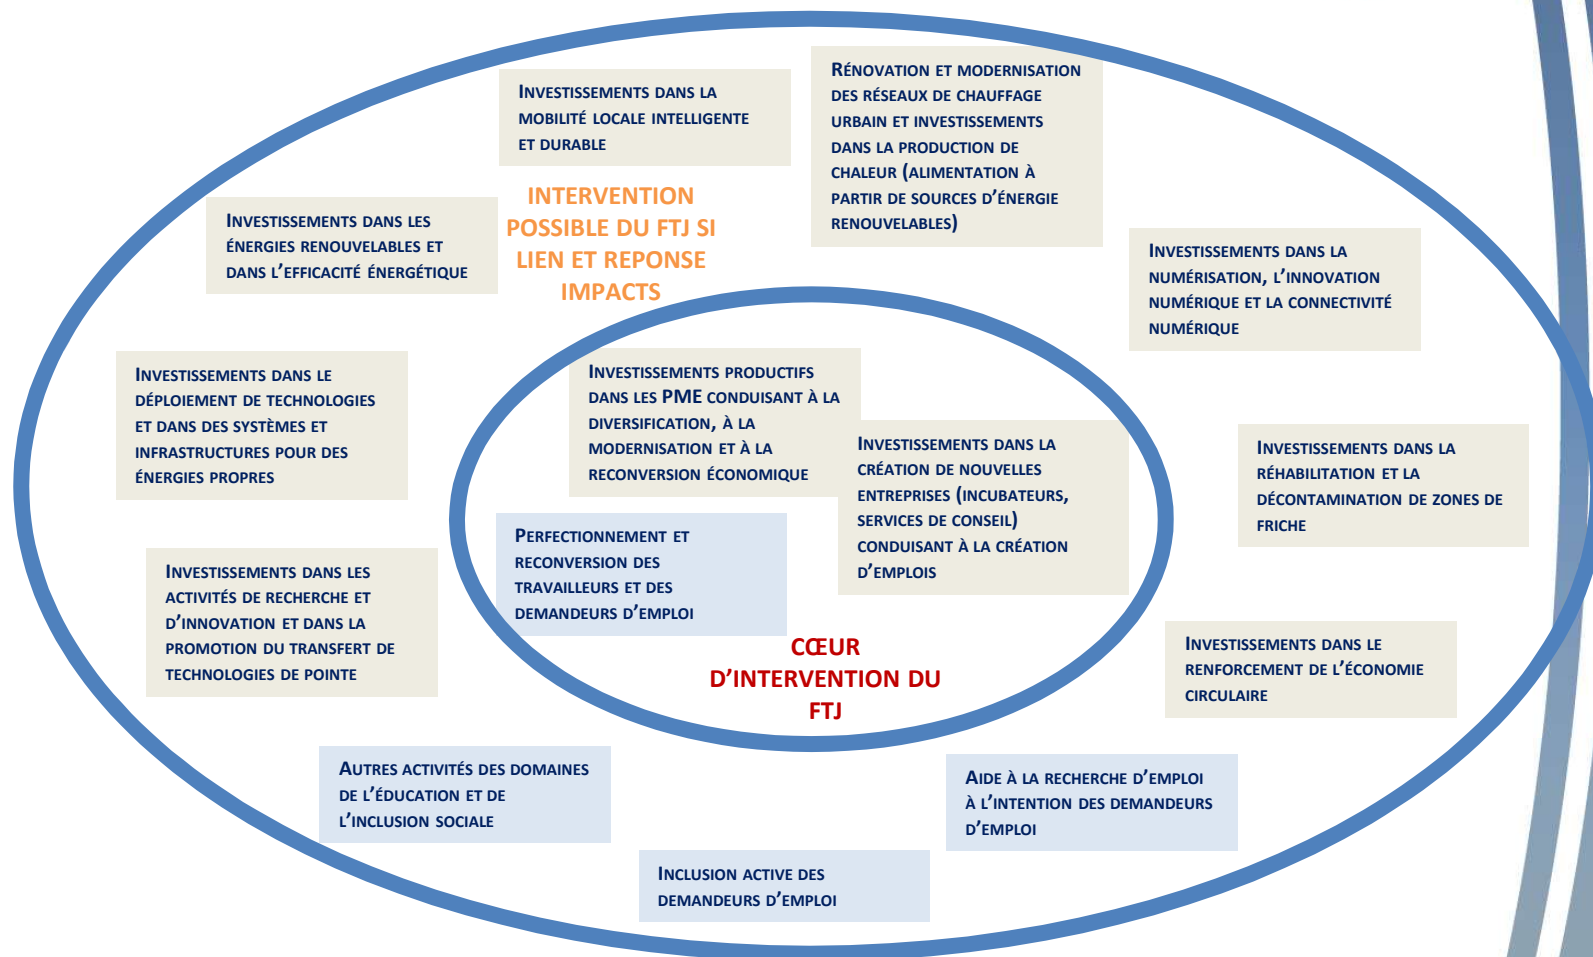 INVESTISSEMENTS DANS LA
MOBILITÉ LOCALE INTELLIGENTE
ET DURABLE
RÉNOVATION ET MODERNISATION
DES RÉSEAUX DE CHAUFFAGE
URBAIN ET INVESTISSEMENTS
DANS LA PRODUCTION DE
CHALEUR (ALIMENTATION À
PARTIR DE SOURCES D’ÉNERGIE
RENOUVELABLES)
INTERVENTION
POSSIBLE DU FTJ SI
LIEN ET REPONSE
IMPACTS
INVESTISSEMENTS DANS LES
ÉNERGIES RENOUVELABLES ET
DANS L’EFFICACITÉ ÉNERGÉTIQUE
INVESTISSEMENTS DANS LA
NUMÉRISATION, L’INNOVATION
NUMÉRIQUE ET LA CONNECTIVITÉ
NUMÉRIQUE
INVESTISSEMENTS DANS LE
DÉPLOIEMENT DE TECHNOLOGIES
ET DANS DES SYSTÈMES ET
INFRASTRUCTURES POUR DES
ÉNERGIES PROPRES
INVESTISSEMENTS PRODUCTIFS
DANS LES PME CONDUISANT À LA
DIVERSIFICATION, À LA
MODERNISATION ET À LA
RECONVERSION ÉCONOMIQUE
INVESTISSEMENTS DANS LA
CRÉATION DE NOUVELLES
ENTREPRISES (INCUBATEURS,
SERVICES DE CONSEIL)
CONDUISANT À LA CRÉATION
D’EMPLOIS
INVESTISSEMENTS DANS LA
RÉHABILITATION ET LA
DÉCONTAMINATION DE ZONES DE
FRICHE
PERFECTIONNEMENT ET
RECONVERSION DES
TRAVAILLEURS ET DES
DEMANDEURS D’EMPLOI
INVESTISSEMENTS DANS LES
ACTIVITÉS DE RECHERCHE ET
D’INNOVATION ET DANS LA
PROMOTION DU TRANSFERT DE
TECHNOLOGIES DE POINTE
CŒUR
D’INTERVENTION DU
FTJ
INVESTISSEMENTS DANS LE
RENFORCEMENT DE L’ÉCONOMIE
CIRCULAIRE
AUTRES ACTIVITÉS DES DOMAINES
DE L’ÉDUCATION ET DE
L’INCLUSION SOCIALE
AIDE À LA RECHERCHE D’EMPLOI
À L’INTENTION DES DEMANDEURS
D’EMPLOI
INCLUSION ACTIVE DES
DEMANDEURS D’EMPLOI